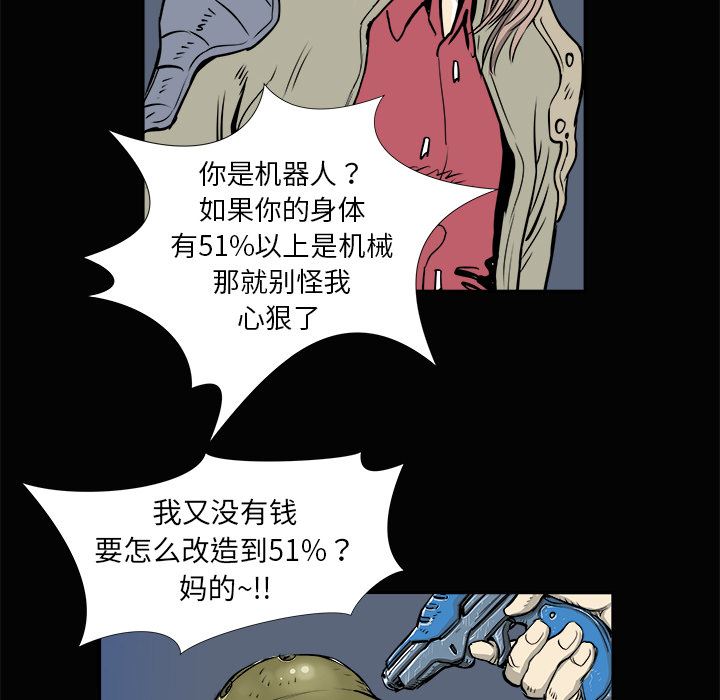 你是机器人？
如果你的身体
有51%以上是机械
那就别怪我
心狠了
我又没有钱
要怎么改造到51%？
妈的~!!